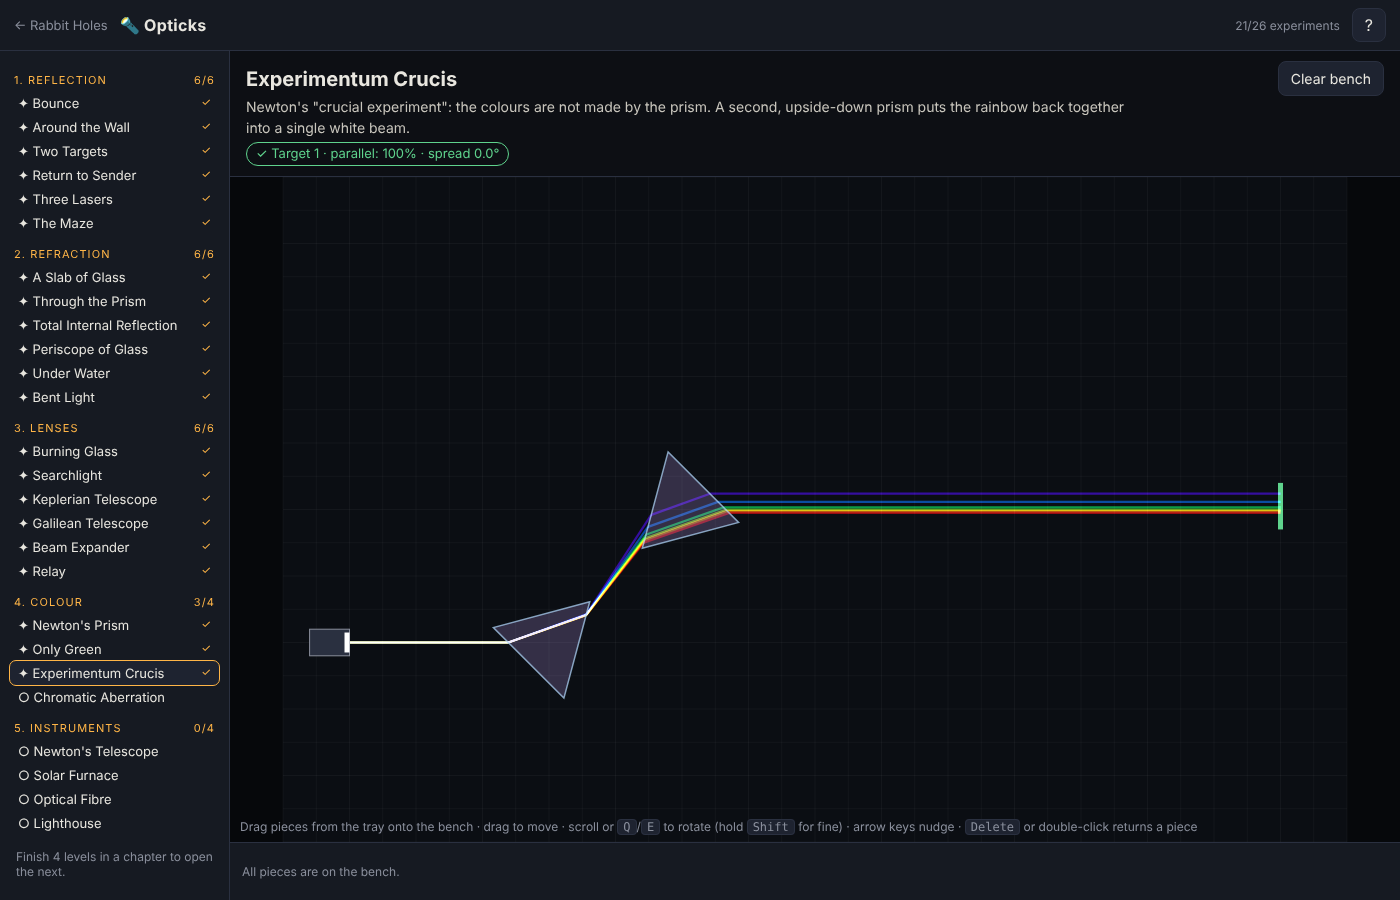 ← Rabbit Holes
🔦 Opticks
21/26 experiments
?
1. REFLECTION 6/6
✦ Bounce ✓
✦ Around the Wall ✓
✦ Two Targets ✓
✦ Return to Sender ✓
✦ Three Lasers ✓
✦ The Maze ✓
2. REFRACTION 6/6
✦ A Slab of Glass ✓
✦ Through the Prism ✓
✦ Total Internal Reflection ✓
✦ Periscope of Glass ✓
✦ Under Water ✓
✦ Bent Light ✓
3. LENSES 6/6
✦ Burning Glass ✓
✦ Searchlight ✓
✦ Keplerian Telescope ✓
✦ Galilean Telescope ✓
✦ Beam Expander ✓
✦ Relay ✓
4. COLOUR 3/4
✦ Newton's Prism ✓
✦ Only Green ✓
✦ Experimentum Crucis ✓
○ Chromatic Aberration
5. INSTRUMENTS 0/4
○ Newton's Telescope
○ Solar Furnace
○ Optical Fibre
○ Lighthouse
Finish 4 levels in a chapter to open
the next.
Experimentum Crucis
Clear bench
Newton's "crucial experiment": the colours are not made by the prism. A second, upside-down prism puts the rainbow back together
into a single white beam.
✓ Target 1 · parallel: 100% · spread 0.0°
Drag pieces from the tray onto the bench · drag to move · scroll or Q/E to rotate (hold Shift for fine) · arrow keys nudge · Delete or double-click returns a piece
All pieces are on the bench.